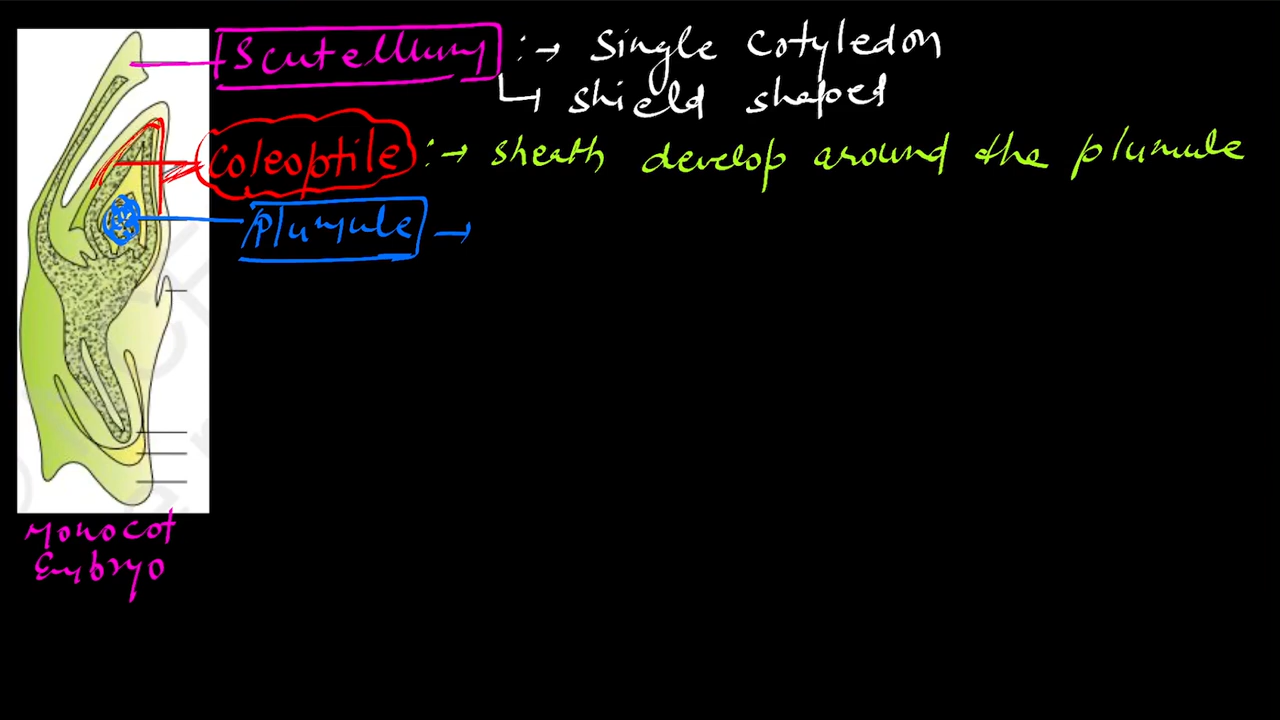 Scutellum :→ Single Cotyledon
↳ shield shaped
Coleoptile :→ sheath develop around the plumule
Plumule →
Monocot
Embryo